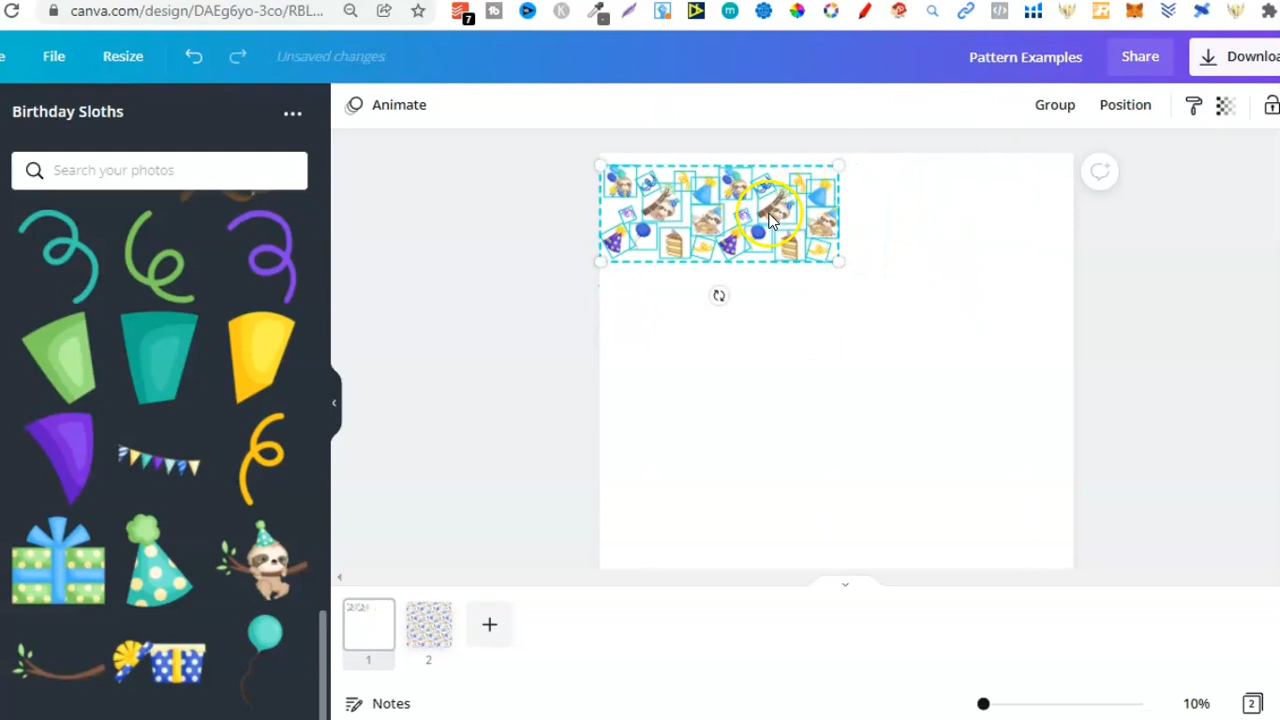 canva.com/design/DAEg6yo-3co/RBL...
7
File
Resize
Unsaved changes
Pattern Examples
Share
Downloa
Birthday Sloths
Animate
Group
Position
Search your photos
1
2
Notes
10%
2